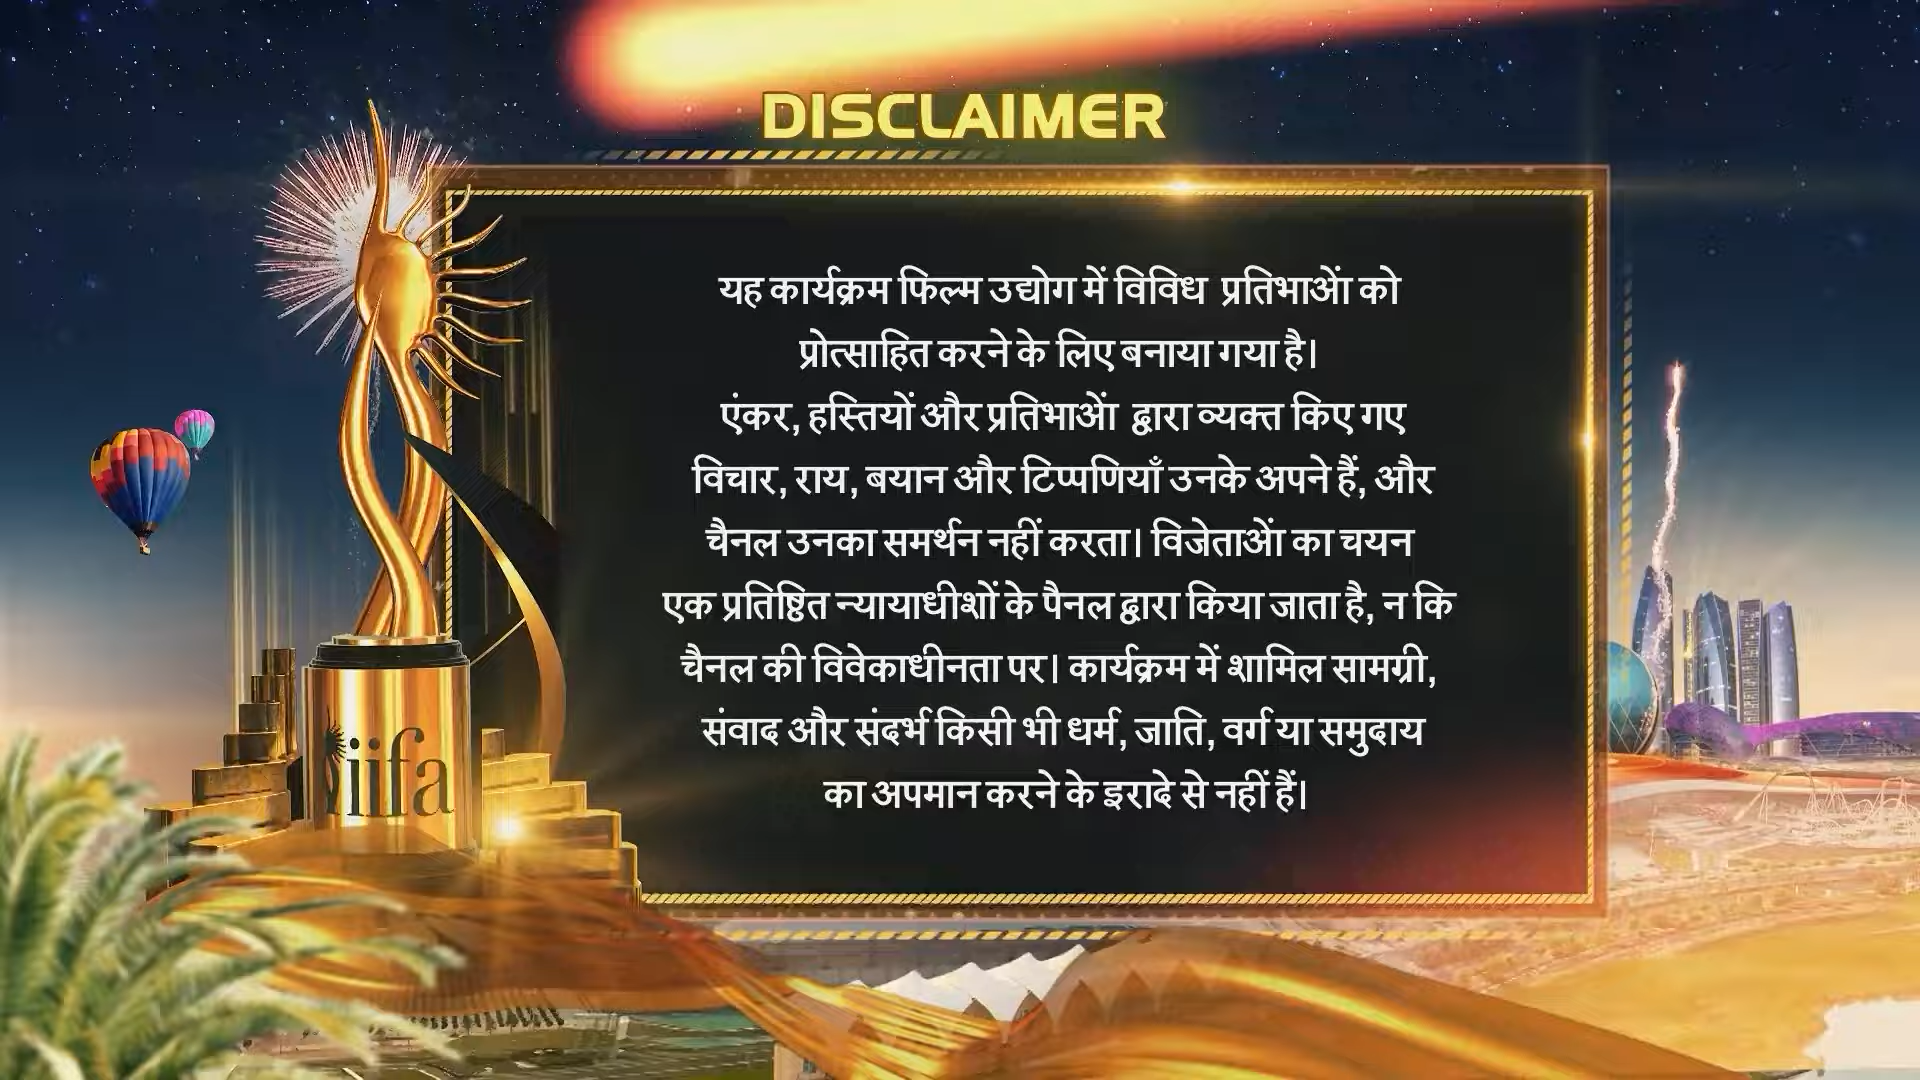 DISCLAIMER
यह कार्यक्रम फिल्म उद्योग में विविध प्रतिभाओं को
प्रोत्साहित करने के लिए बनाया गया है।
एंकर, हस्तियों और प्रतिभाओं द्वारा व्यक्त किए गए
विचार, राय, बयान और टिप्पणियाँ उनके अपने हैं, और
चैनल उनका समर्थन नहीं करता। विजेताओं का चयन
एक प्रतिष्ठित न्यायाधीशों के पैनल द्वारा किया जाता है, न कि
चैनल की विवेकाधीनता पर। कार्यक्रम में शामिल सामग्री,
संवाद और संदर्भ किसी भी धर्म, जाति, वर्ग या समुदाय
का अपमान करने के इरादे से नहीं हैं।
iifa